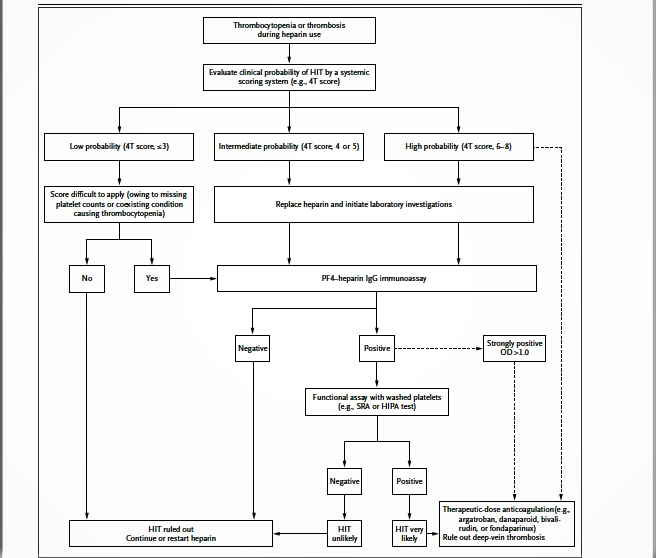 Thrombocytopenia or thrombosis
during heparin use
Evaluate clinical probability of HIT by a systemic
scoring system (e.g., 4T score)
Low probability (4T score, ≤3)
Intermediate probability (4T score, 4 or 5)
High probability (4T score, 6–8)
Score difficult to apply (owing to missing
platelet counts or coexisting condition
causing thrombocytopenia)
Replace heparin and initiate laboratory investigations
No
Yes
PF4–heparin IgG immunoassay
Negative
Positive
Strongly positive
OD >1.0
Functional assay with washed platelets
(e.g., SRA or HIPA test)
Negative
Positive
HIT ruled out
Continue or restart heparin
HIT
unlikely
HIT very
likely
Therapeutic-dose anticoagulation(e.g.,
argatroban, danaparoid, bivali-
rudin, or fondaparinux)
Rule out deep-vein thrombosis